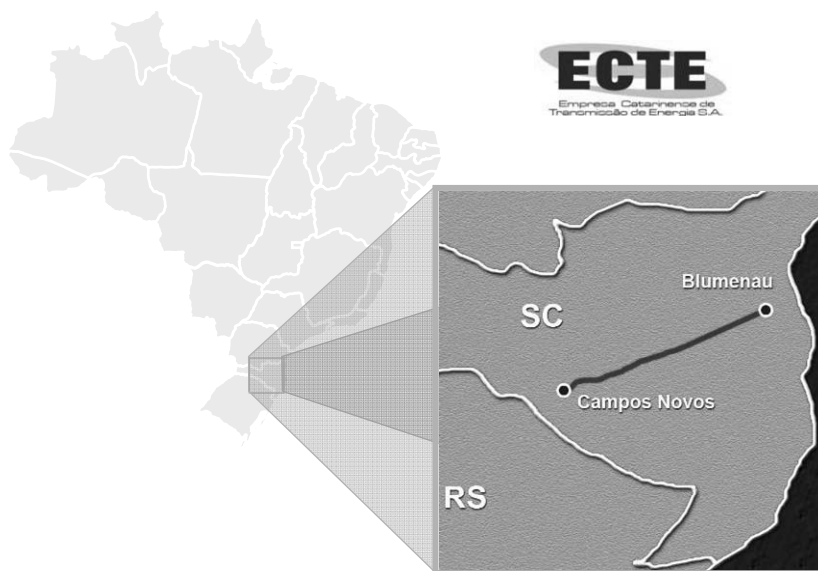 ECTE
Empresa Catarinense de
Transmissão de Energia S.A.
Blumenau
SC
Campos Novos
RS